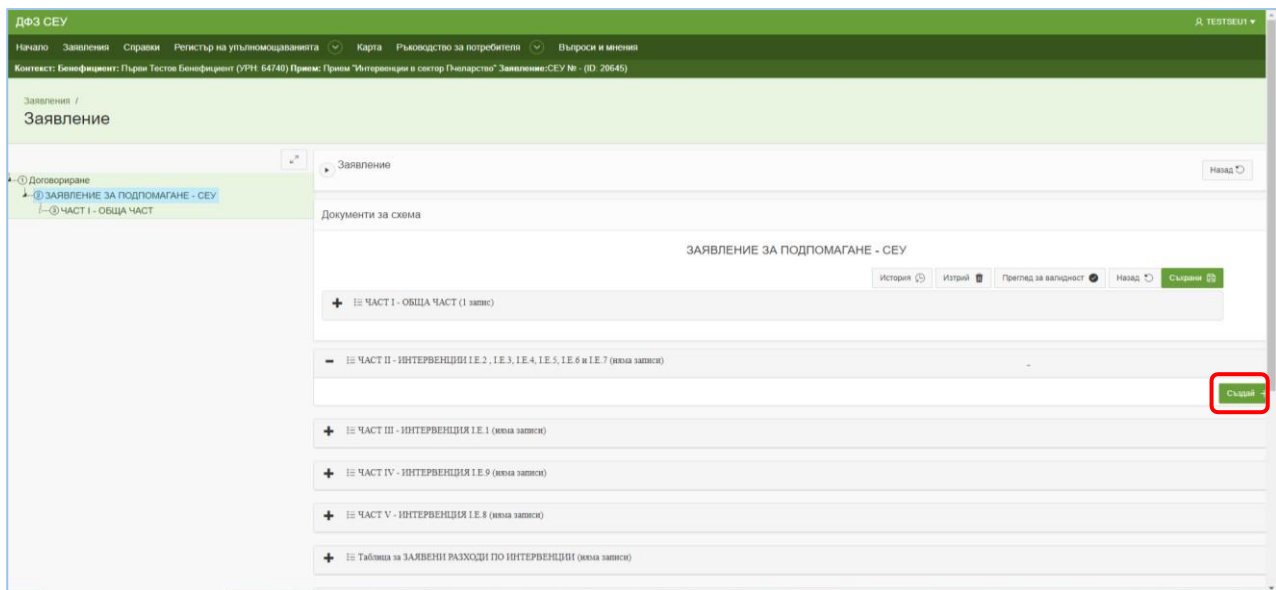 ДФЗ СЕУ
TESTSEU1
Начало Заявления Справки Регистър на упълномощаванията Карта Ръководство за потребителя Въпроси и мнения
Контекст: Бенефициент: Първи Тестов Бенефициент (УРН: 64740) Прием: Прием "Интервенции в сектор Пчеларство" Заявление:СЕУ № - (ID: 20645)
Заявления /
Заявление
Заявление
Назад
1 Договориране
2 ЗАЯВЛЕНИЕ ЗА ПОДПОМАГАНЕ - СЕУ
3 ЧАСТ I - ОБЩА ЧАСТ
Документи за схема
ЗАЯВЛЕНИЕ ЗА ПОДПОМАГАНЕ - СЕУ
История Изтрий Преглед за валидност Назад Съхрани
ЧАСТ I - ОБЩА ЧАСТ (1 запис)
ЧАСТ II - ИНТЕРВЕНЦИИ I.E.2 , I.E.3, I.E.4, I.E.5, I.E.6 и I.E.7 (няма записи)
Създай +
ЧАСТ III - ИНТЕРВЕНЦИЯ I.E.1 (няма записи)
ЧАСТ IV - ИНТЕРВЕНЦИЯ I.E.9 (няма записи)
ЧАСТ V - ИНТЕРВЕНЦИЯ I.E.8 (няма записи)
Таблица за ЗАЯВЕНИ РАЗХОДИ ПО ИНТЕРВЕНЦИИ (няма записи)